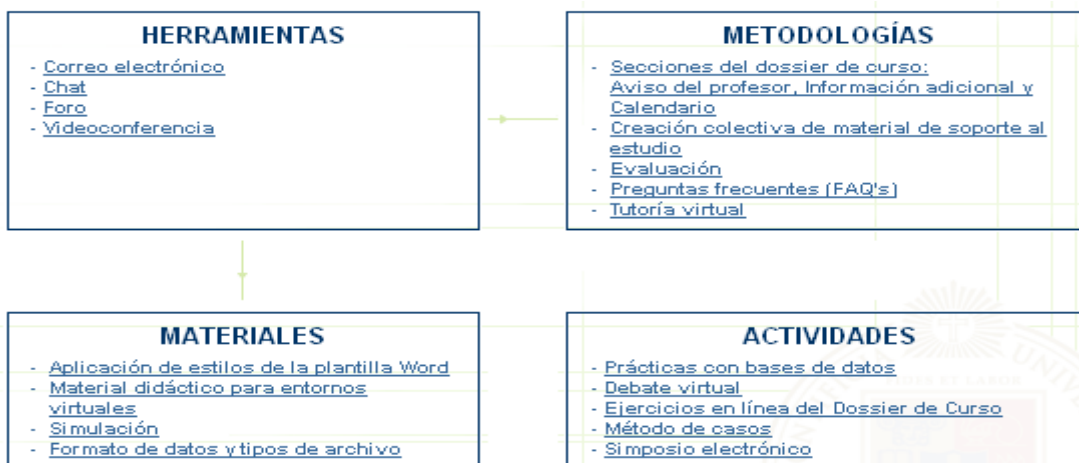 HERRAMIENTAS
- Correo electrónico
- Chat
- Foro
- Videoconferencia
METODOLOGÍAS
- Secciones del dossier de curso:
Aviso del profesor, Información adicional y
Calendario
- Creación colectiva de material de soporte al
estudio
- Evaluación
- Preguntas frecuentes (FAQ's)
- Tutoría virtual
MATERIALES
- Aplicación de estilos de la plantilla Word
- Material didáctico para entornos
virtuales
- Simulación
- Formato de datos y tipos de archivo
ACTIVIDADES
- Prácticas con bases de datos
- Debate virtual
- Ejercicios en línea del Dossier de Curso
- Método de casos
- Simposio electrónico